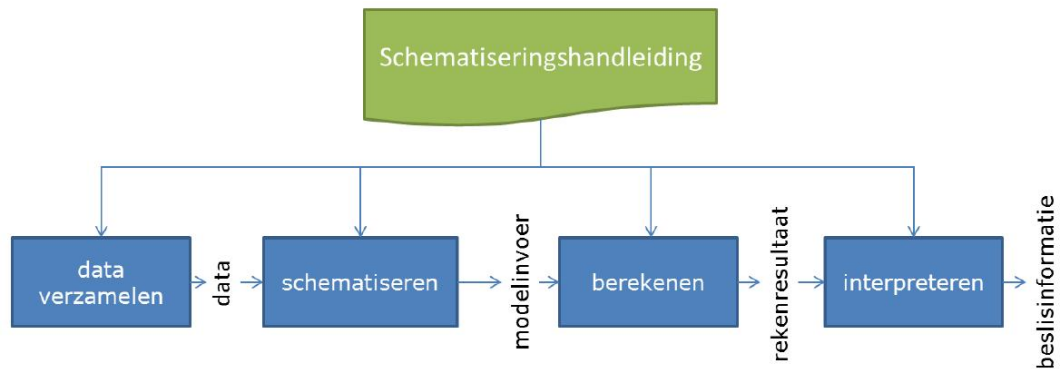 Schematiseringshandleiding
data
verzamelen
data
schematiseren
modelinvoer
berekenen
rekenresultaat
interpreteren
beslisinformatie